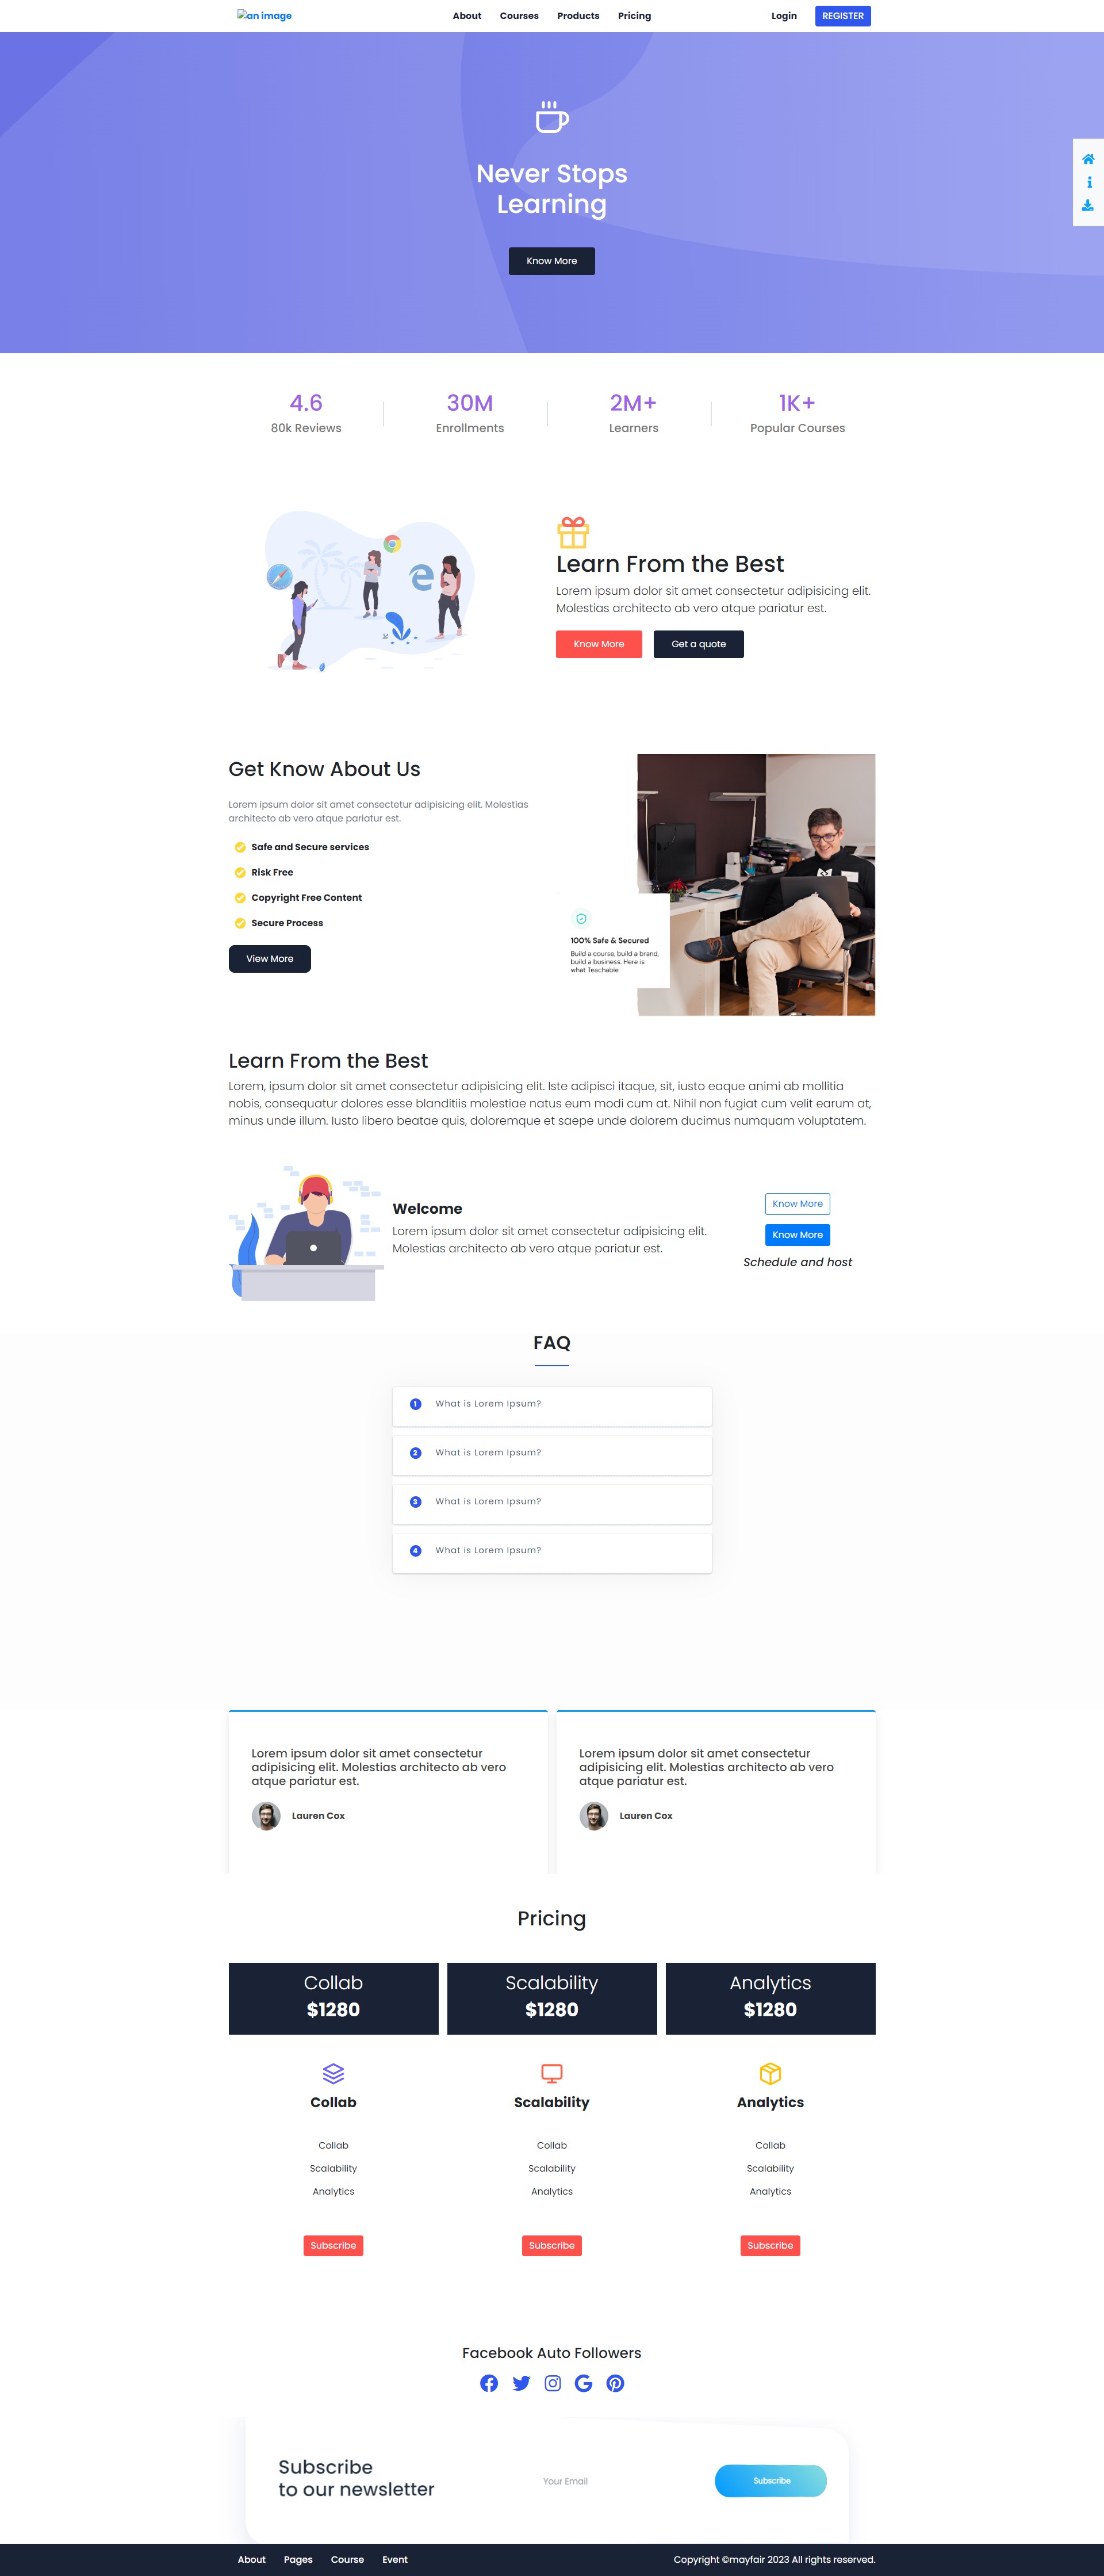 an image
About
Courses
Products
Pricing
Login
REGISTER
Never Stops
Learning
Know More
4.6
80k Reviews
30M
Enrollments
2M+
Learners
1K+
Popular Courses
Learn From the Best
Lorem ipsum dolor sit amet consectetur adipisicing elit.
Molestias architecto ab vero atque pariatur est.
Know More
Get a quote
Get Know About Us
Lorem ipsum dolor sit amet consectetur adipisicing elit. Molestias
architecto ab vero atque pariatur est.
Safe and Secure services
Risk Free
Copyright Free Content
Secure Process
View More
100% Safe & Secured
Build a course, build a brand,
build a business. Here is
what Teachable
Learn From the Best
Lorem, ipsum dolor sit amet consectetur adipisicing elit. Iste adipisci itaque, sit, iusto eaque animi ab mollitia
nobis, consequatur dolores esse blanditiis molestiae natus eum modi cum at. Nihil non fugiat cum velit earum at,
minus unde illum. Iusto libero beatae quis, doloremque et saepe unde dolorem ducimus numquam voluptatem.
Welcome
Lorem ipsum dolor sit amet consectetur adipisicing elit.
Molestias architecto ab vero atque pariatur est.
Know More
Know More
Schedule and host
FAQ
1 What is Lorem Ipsum?
2 What is Lorem Ipsum?
3 What is Lorem Ipsum?
4 What is Lorem Ipsum?
Lorem ipsum dolor sit amet consectetur
adipisicing elit. Molestias architecto ab vero
atque pariatur est.
Lauren Cox
Lorem ipsum dolor sit amet consectetur
adipisicing elit. Molestias architecto ab vero
atque pariatur est.
Lauren Cox
Pricing
Collab
$1280
Collab
Collab
Scalability
Analytics
Subscribe
Scalability
$1280
Scalability
Collab
Scalability
Analytics
Subscribe
Analytics
$1280
Analytics
Collab
Scalability
Analytics
Subscribe
Facebook Auto Followers
Subscribe
to our newsletter
Your Email
Subscribe
About
Pages
Course
Event
Copyright ©mayfair 2023 All rights reserved.